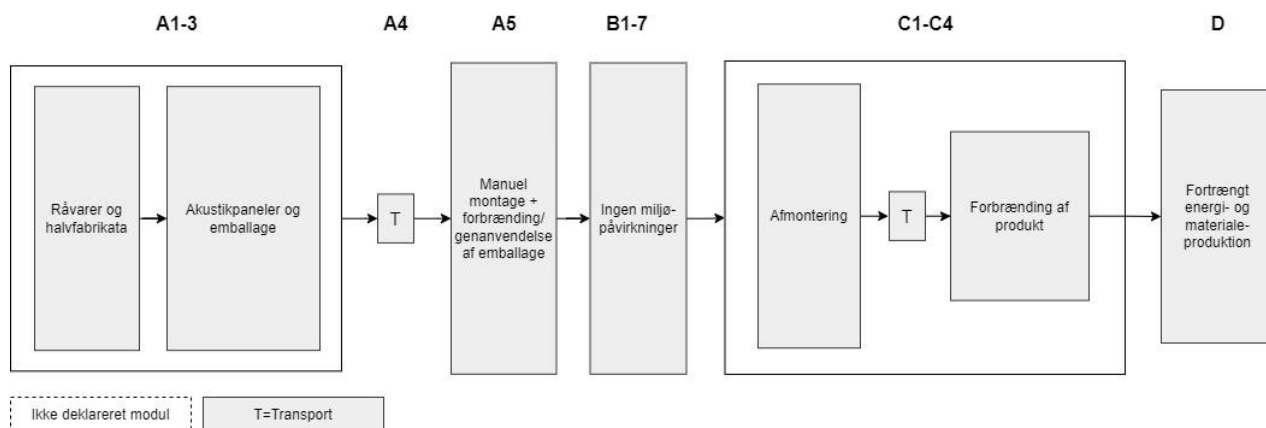 A1-3
A4
A5
B1-7
C1-C4
D
Råvarer og
halvfabrikata
Akustikpaneler og
emballage
T
Manuel
montage +
forbrænding/
genanvendelse
af emballage
Ingen miljø-
påvirkninger
Afmontering
T
Forbrænding af
produkt
Fortrængt
energi- og
materiale-
produktion
Ikke deklareret modul
T=Transport